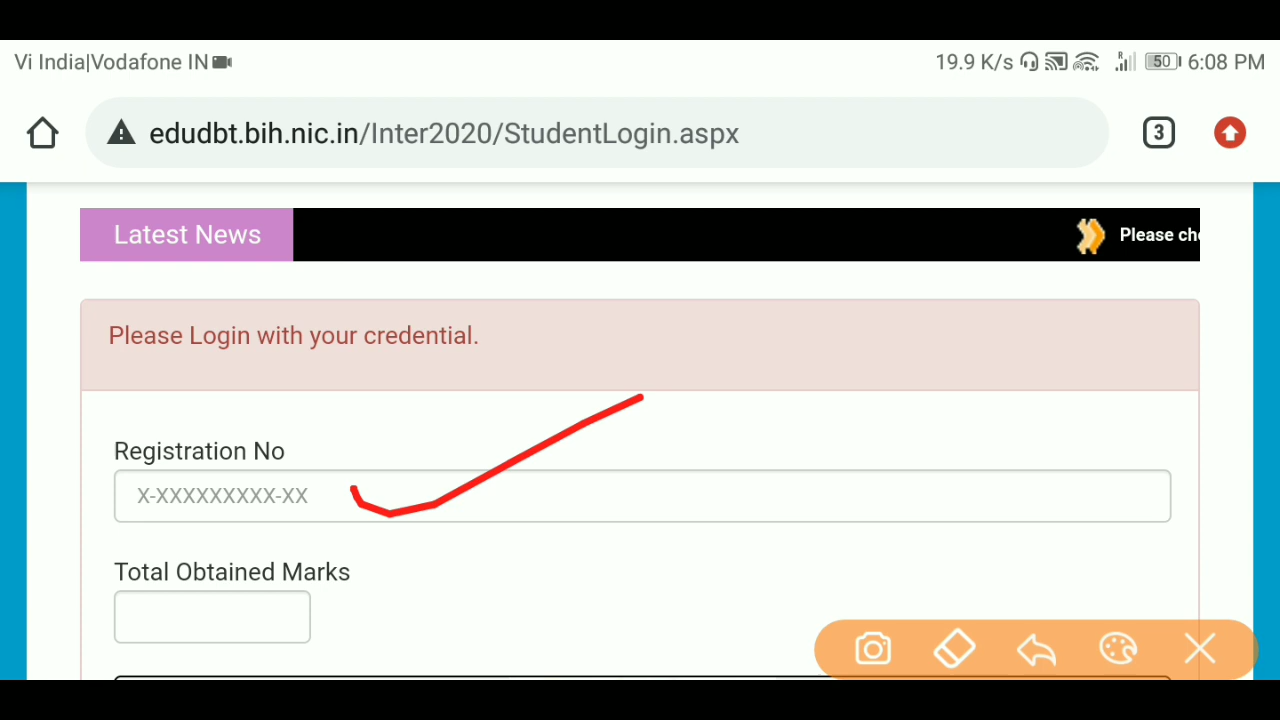 Vi India|Vodafone IN 19.9 K/s R 50 6:08 PM
edudbt.bih.nic.in/Inter2020/StudentLogin.aspx 3
Latest News Please che
Please Login with your credential.
Registration No
X-XXXXXXXXX-XX
Total Obtained Marks